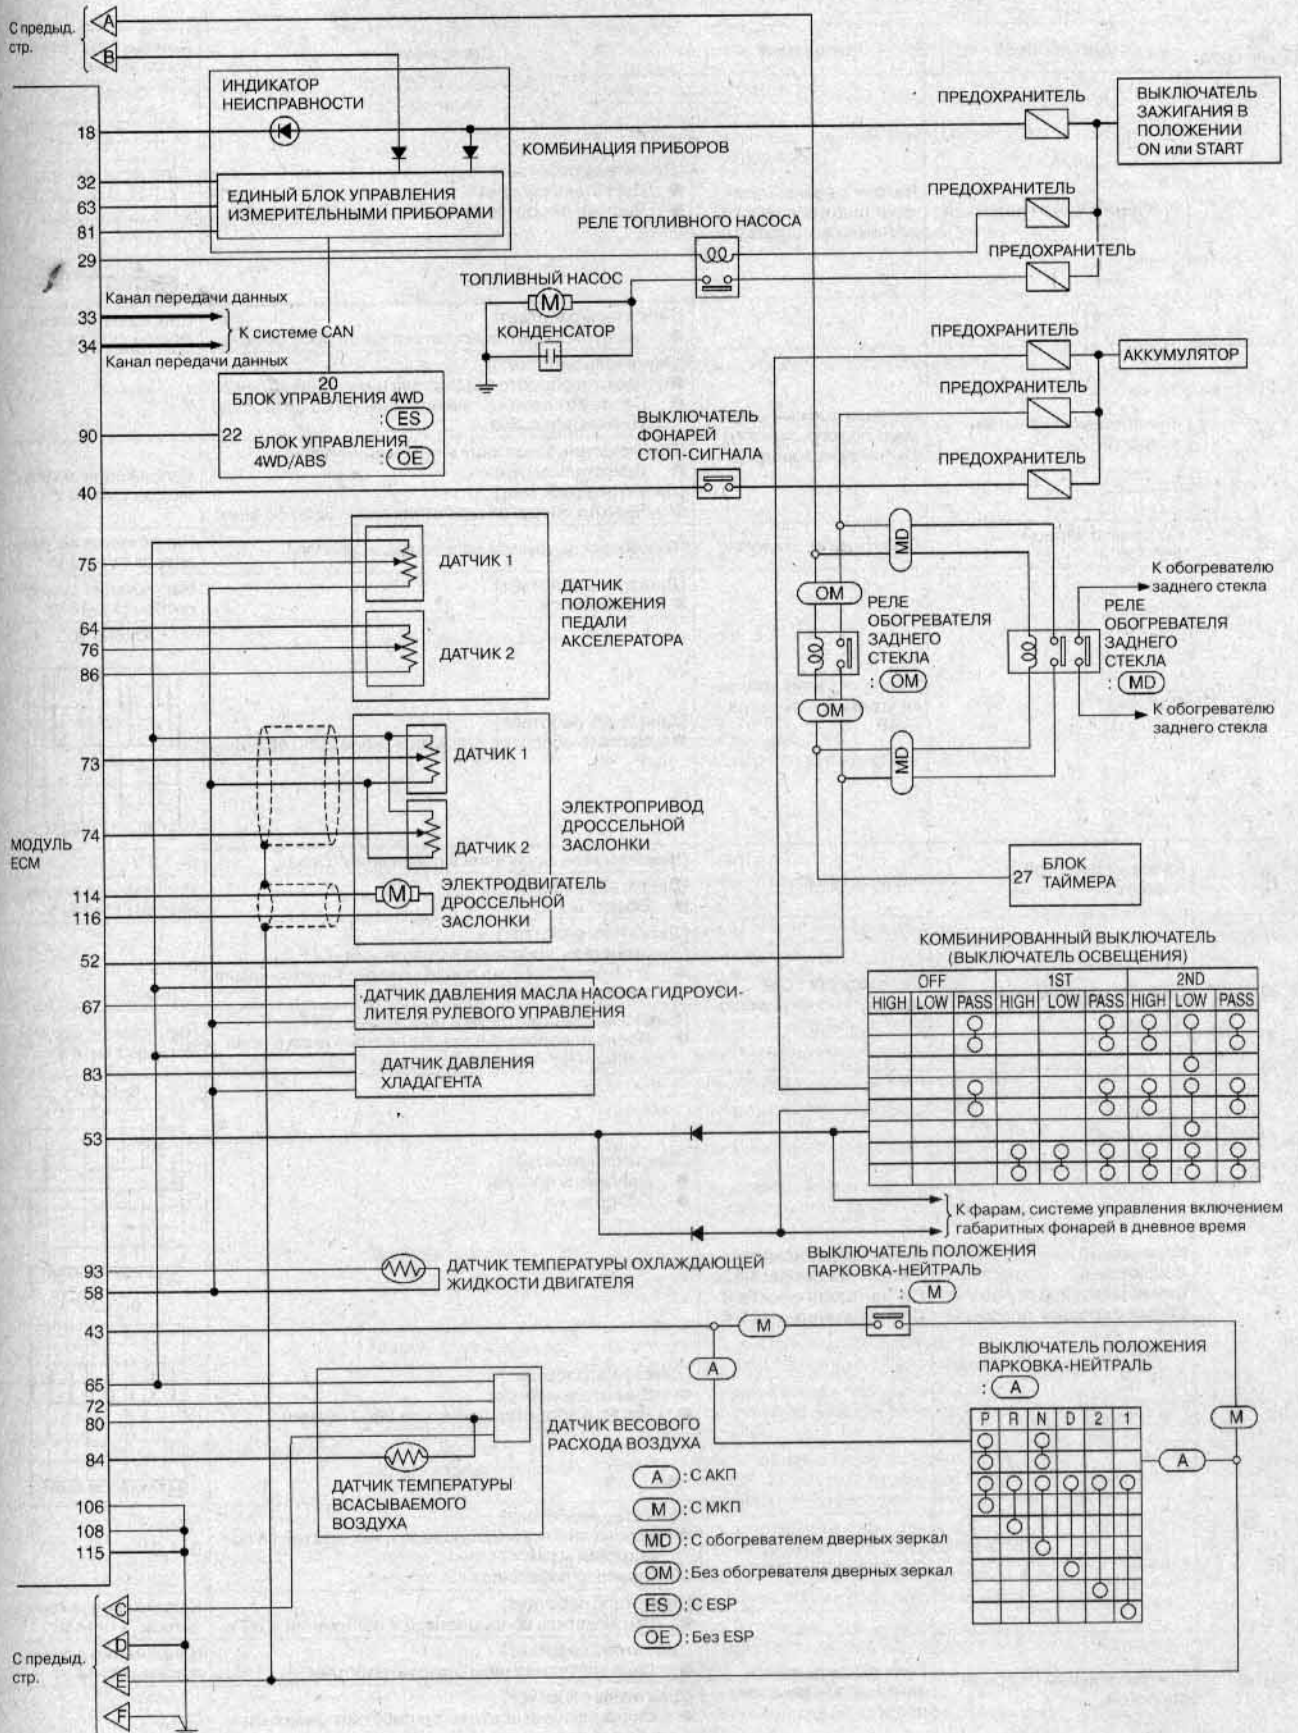 С предыд.
стр.
A
B
ИНДИКАТОР
НЕИСПРАВНОСТИ
КОМБИНАЦИЯ ПРИБОРОВ
ЕДИНЫЙ БЛОК УПРАВЛЕНИЯ
ИЗМЕРИТЕЛЬНЫМИ ПРИБОРАМИ
ПРЕДОХРАНИТЕЛЬ
ВЫКЛЮЧАТЕЛЬ
ЗАЖИГАНИЯ В
ПОЛОЖЕНИИ
ON или START
ПРЕДОХРАНИТЕЛЬ
РЕЛЕ ТОПЛИВНОГО НАСОСА
ПРЕДОХРАНИТЕЛЬ
18
32
63
81
29
33
34
Канал передачи данных
К системе CAN
Канал передачи данных
ТОПЛИВНЫЙ НАСОС
M
КОНДЕНСАТОР
ПРЕДОХРАНИТЕЛЬ
АККУМУЛЯТОР
ПРЕДОХРАНИТЕЛЬ
ПРЕДОХРАНИТЕЛЬ
20
БЛОК УПРАВЛЕНИЯ 4WD
: ES
22 БЛОК УПРАВЛЕНИЯ
4WD/ABS : OE
ВЫКЛЮЧАТЕЛЬ
ФОНАРЕЙ
СТОП-СИГНАЛА
90
40
75
64
76
86
ДАТЧИК 1
ДАТЧИК 2
ДАТЧИК
ПОЛОЖЕНИЯ
ПЕДАЛИ
АКСЕЛЕРАТОРА
MD
OM
РЕЛЕ
ОБОГРЕВАТЕЛЯ
ЗАДНЕГО
СТЕКЛА
: OM
OM
MD
К обогревателю
заднего стекла
РЕЛЕ
ОБОГРЕВАТЕЛЯ
ЗАДНЕГО
СТЕКЛА
: MD
К обогревателю
заднего стекла
73
74
МОДУЛЬ
ECM
114
116
ДАТЧИК 1
ДАТЧИК 2
ЭЛЕКТРОПРИВОД
ДРОССЕЛЬНОЙ
ЗАСЛОНКИ
M
ЭЛЕКТРОДВИГАТЕЛЬ
ДРОССЕЛЬНОЙ
ЗАСЛОНКИ
27 БЛОК
ТАЙМЕРА
52
67
83
53
ДАТЧИК ДАВЛЕНИЯ МАСЛА НАСОСА ГИДРОУСИ-
ЛИТЕЛЯ РУЛЕВОГО УПРАВЛЕНИЯ
ДАТЧИК ДАВЛЕНИЯ
ХЛАДАГЕНТА
КОМБИНИРОВАННЫЙ ВЫКЛЮЧАТЕЛЬ
(ВЫКЛЮЧАТЕЛЬ ОСВЕЩЕНИЯ)
OFF 1ST 2ND
HIGH LOW PASS HIGH LOW PASS HIGH LOW PASS
К фарам, системе управления включением
габаритных фонарей в дневное время
93
58
43
ДАТЧИК ТЕМПЕРАТУРЫ ОХЛАЖДАЮЩЕЙ
ЖИДКОСТИ ДВИГАТЕЛЯ
ВЫКЛЮЧАТЕЛЬ ПОЛОЖЕНИЯ
ПАРКОВКА-НЕЙТРАЛЬ
: M
M
A
ВЫКЛЮЧАТЕЛЬ ПОЛОЖЕНИЯ
ПАРКОВКА-НЕЙТРАЛЬ
: A
P R N D 2 1
M
A
65
72
80
84
106
108
115
ДАТЧИК ВЕСОВОГО
РАСХОДА ВОЗДУХА
ДАТЧИК ТЕМПЕРАТУРЫ
ВСАСЫВАЕМОГО
ВОЗДУХА
A : С АКП
M : С МКП
MD : С обогревателем дверных зеркал
OM : Без обогревателя дверных зеркал
ES : С ESP
OE : Без ESP
С предыд.
стр.
C
D
E
F